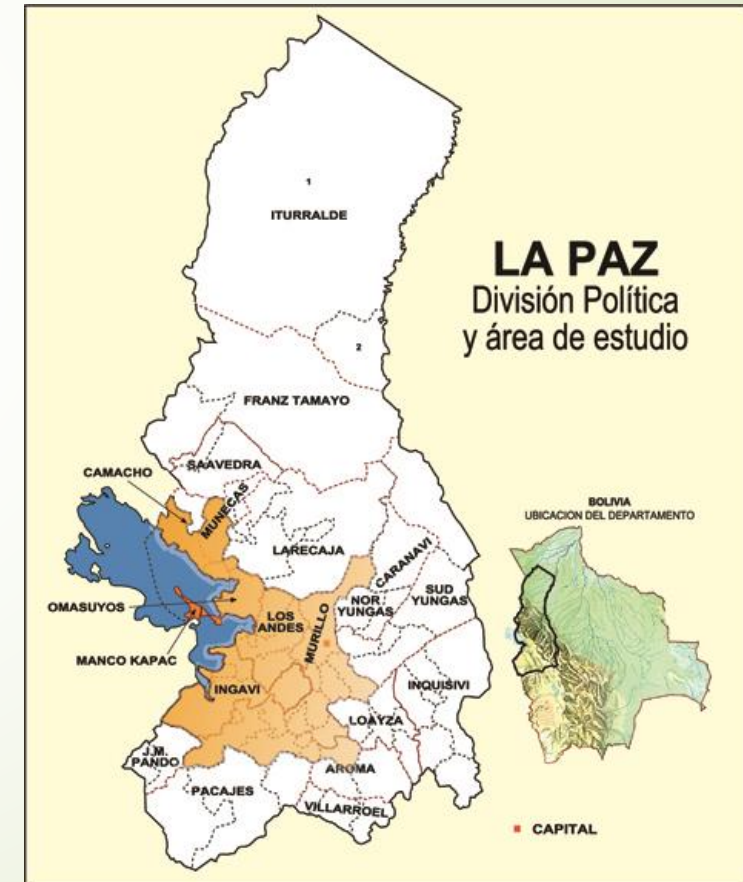 1
ITURRALDE
LA PAZ
División Política
y área de estudio
2
FRANZ TAMAYO
SAAVEDRA
CAMACHO
MUNECAS
BOLIVIA
UBICACION DEL DEPARTAMENTO
LARECAJA
CARANAVI
SUD
YUNGAS
NOR
YUNGAS
OMASUYOS
LOS
ANDES
MURILLO
MANCO KAPAC
INGAVI
INQUISIVI
LOAYZA
J.M.
PANDO
AROMA
PACAJES
VILLARROEL
CAPITAL